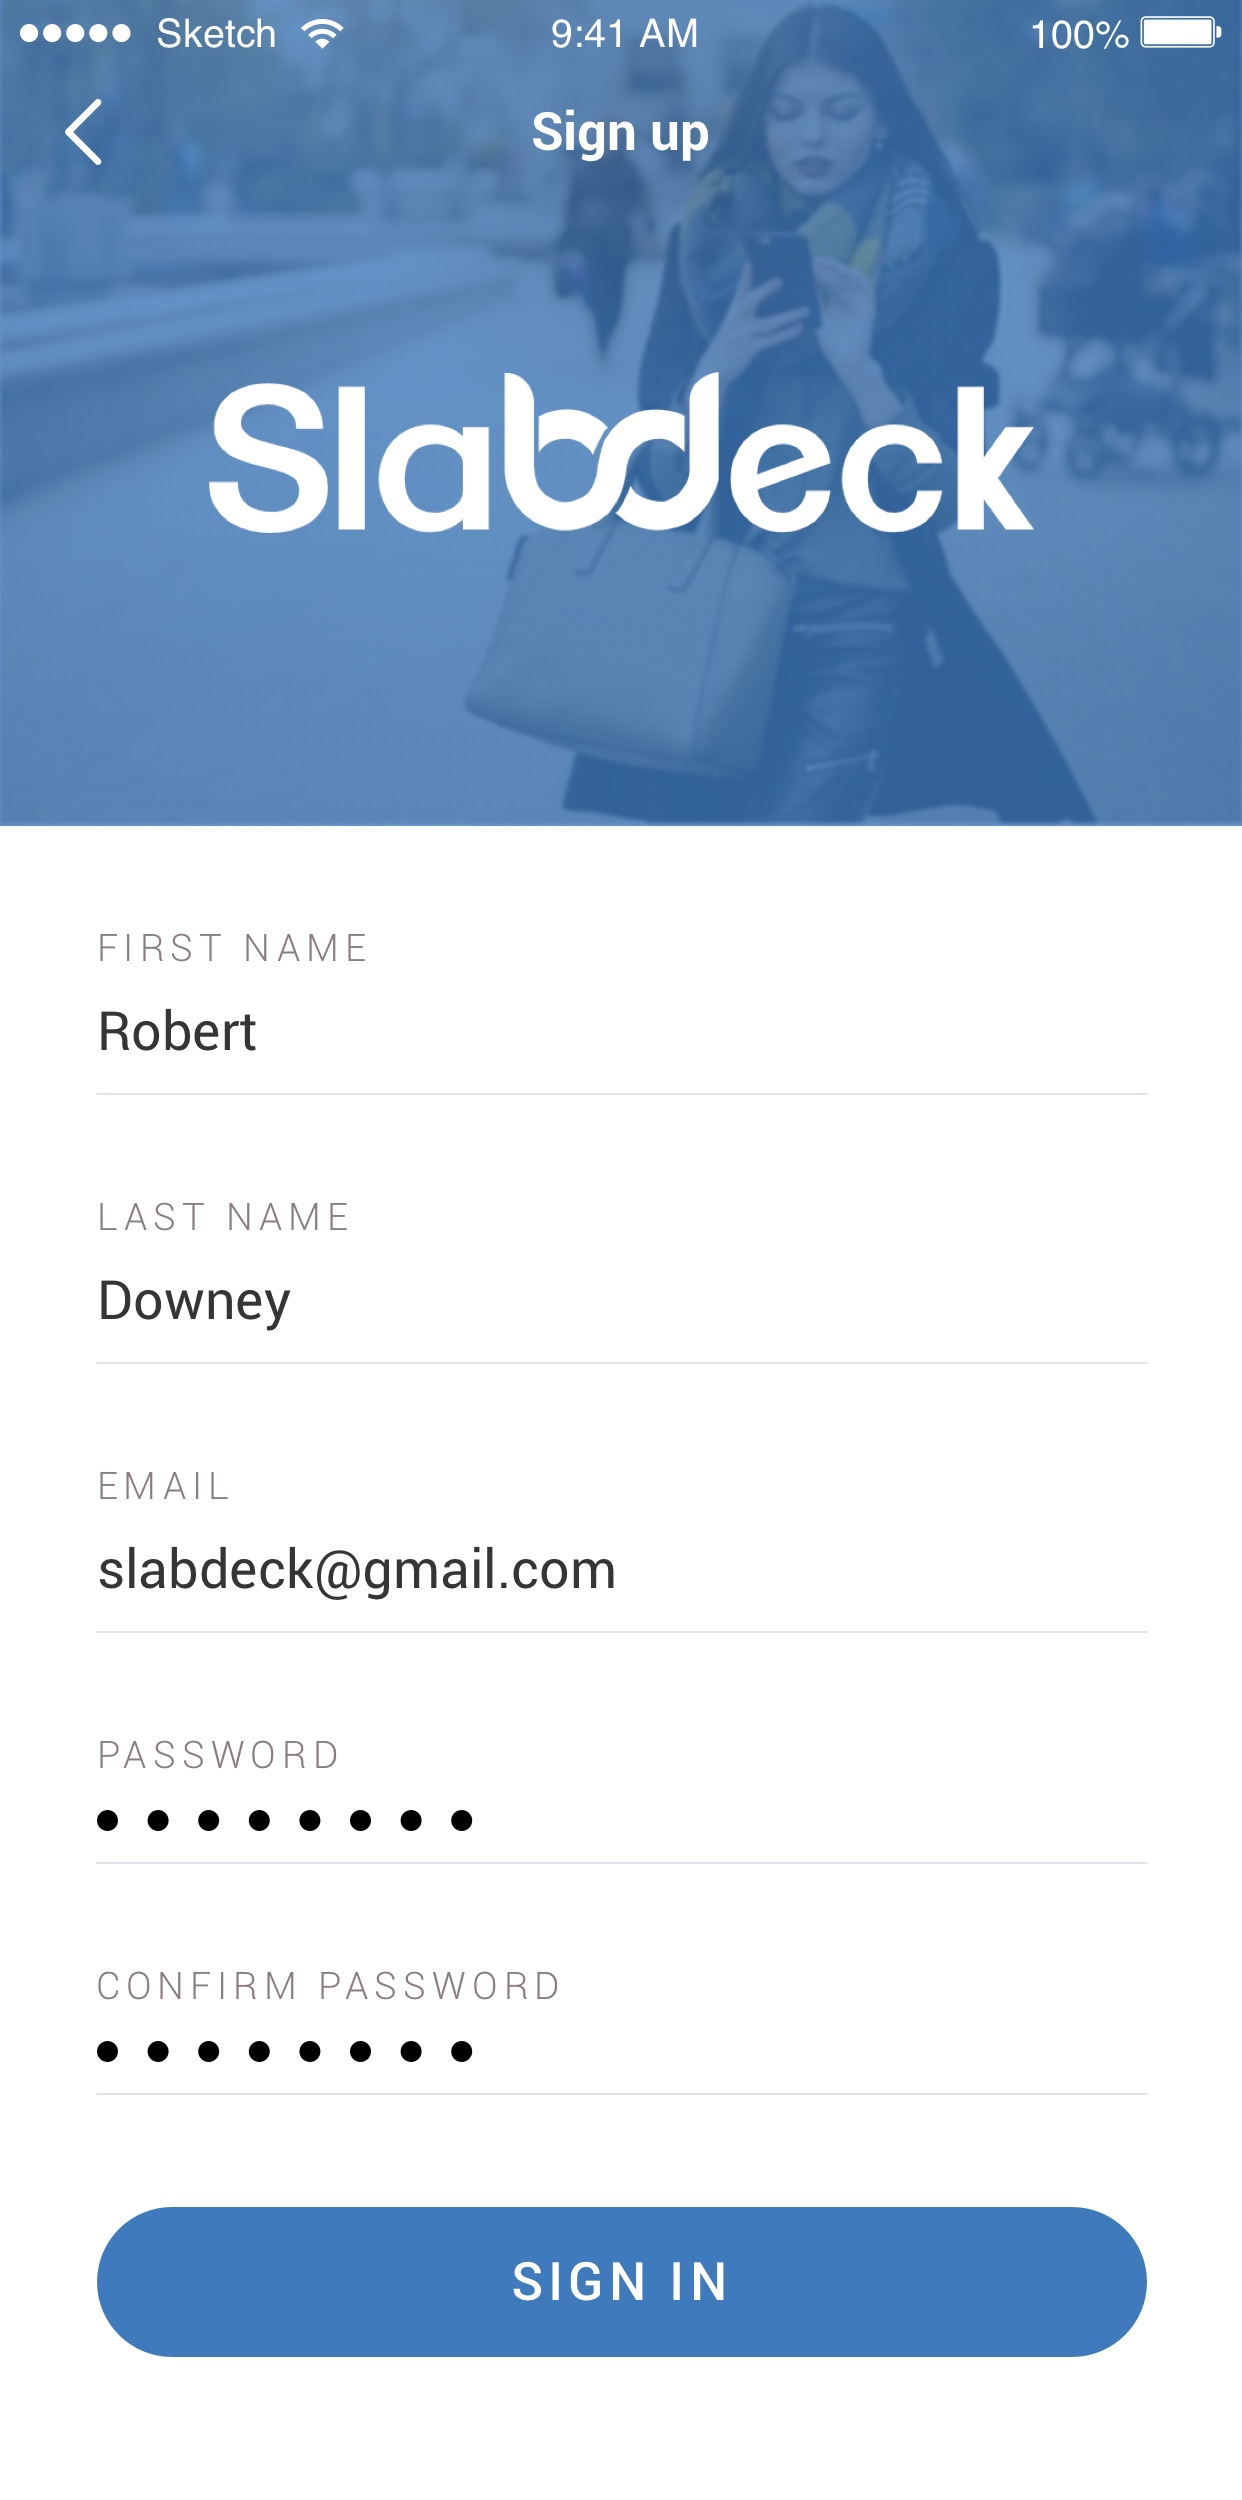 Sketch 9:41 AM 100%
Sign up
Slabdeck
FIRST NAME
Robert
LAST NAME
Downey
EMAIL
slabdeck@gmail.com
PASSWORD
CONFIRM PASSWORD
SIGN IN